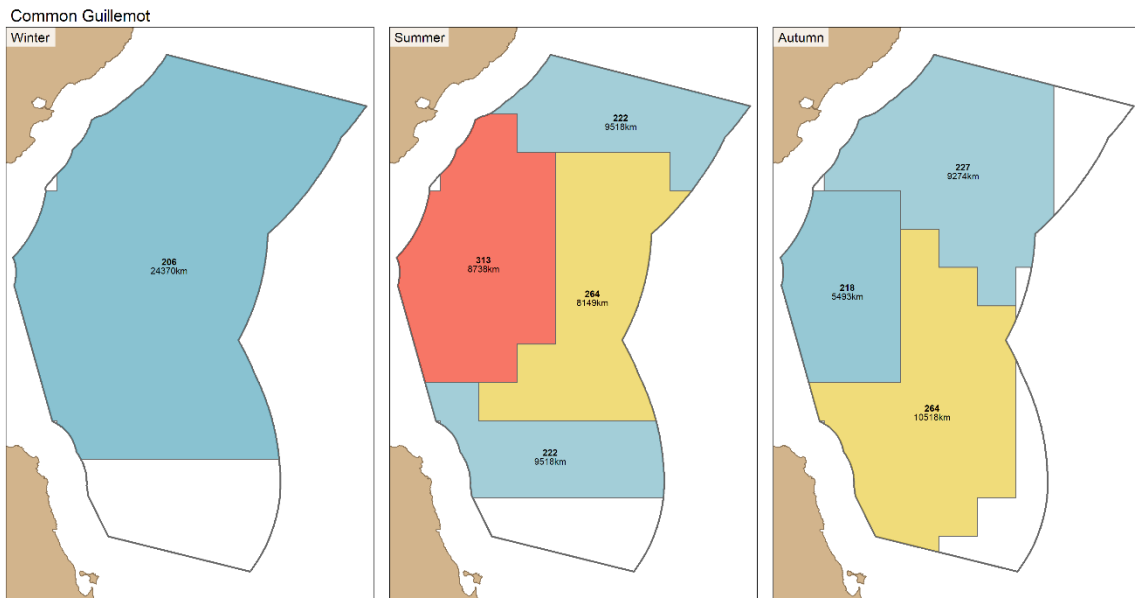 Common Guillemot
Winter
206
24370km
Summer
222
9518km
313
8738km
264
8149km
222
9518km
Autumn
227
9274km
218
5493km
264
10518km